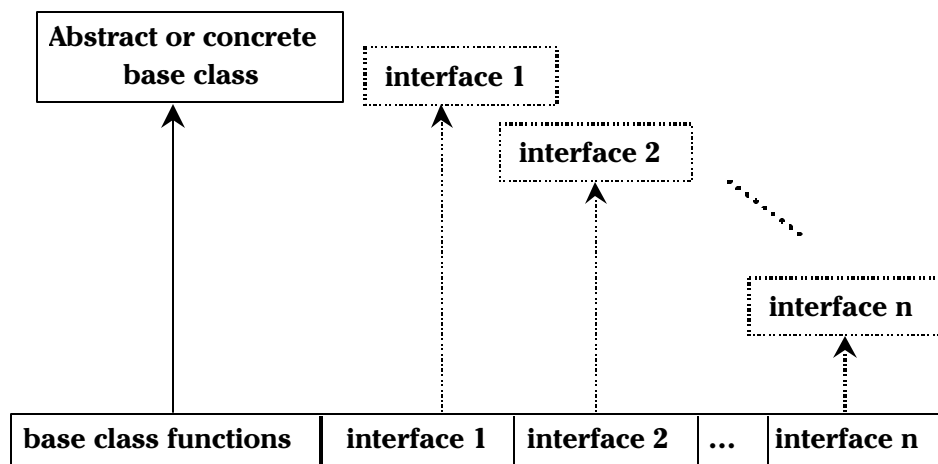 Abstract or concrete
base class
interface 1
interface 2
interface n
base class functions interface 1 interface 2 ... interface n